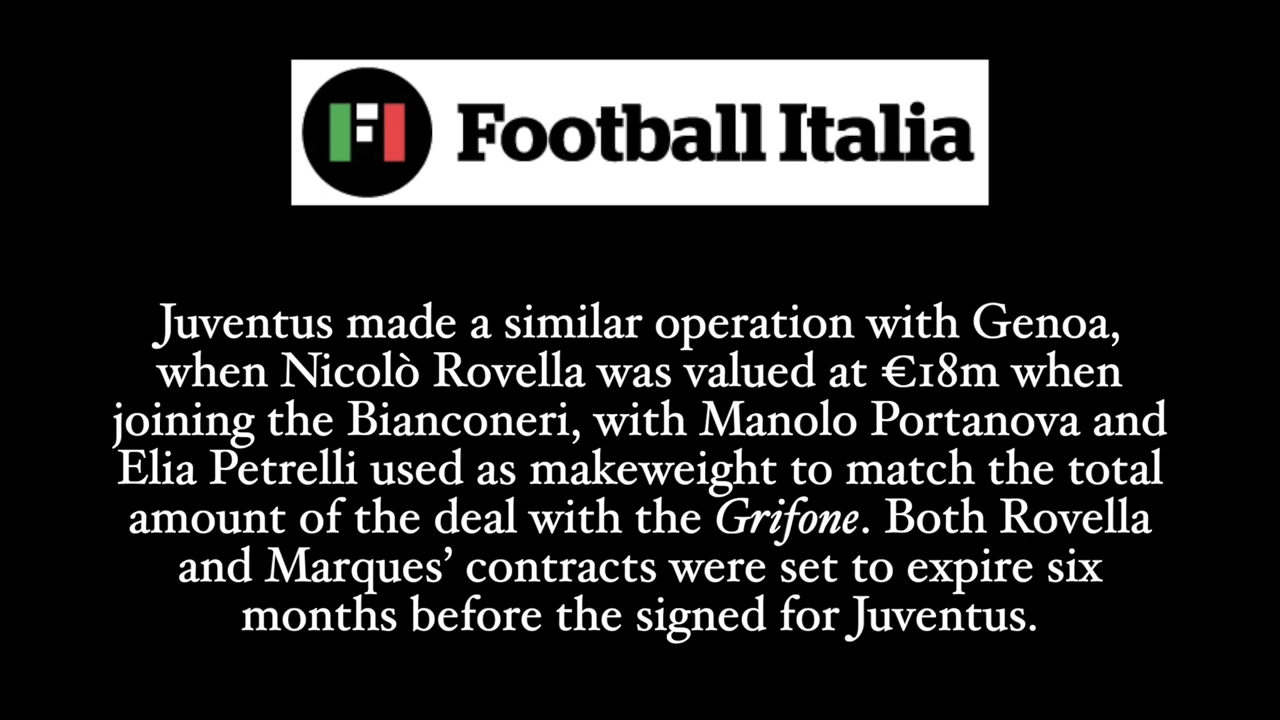 FI Football Italia
Juventus made a similar operation with Genoa,
when Nicolò Rovella was valued at €18m when
joining the Bianconeri, with Manolo Portanova and
Elia Petrelli used as makeweight to match the total
amount of the deal with the Grifone. Both Rovella
and Marques’ contracts were set to expire six
months before the signed for Juventus.